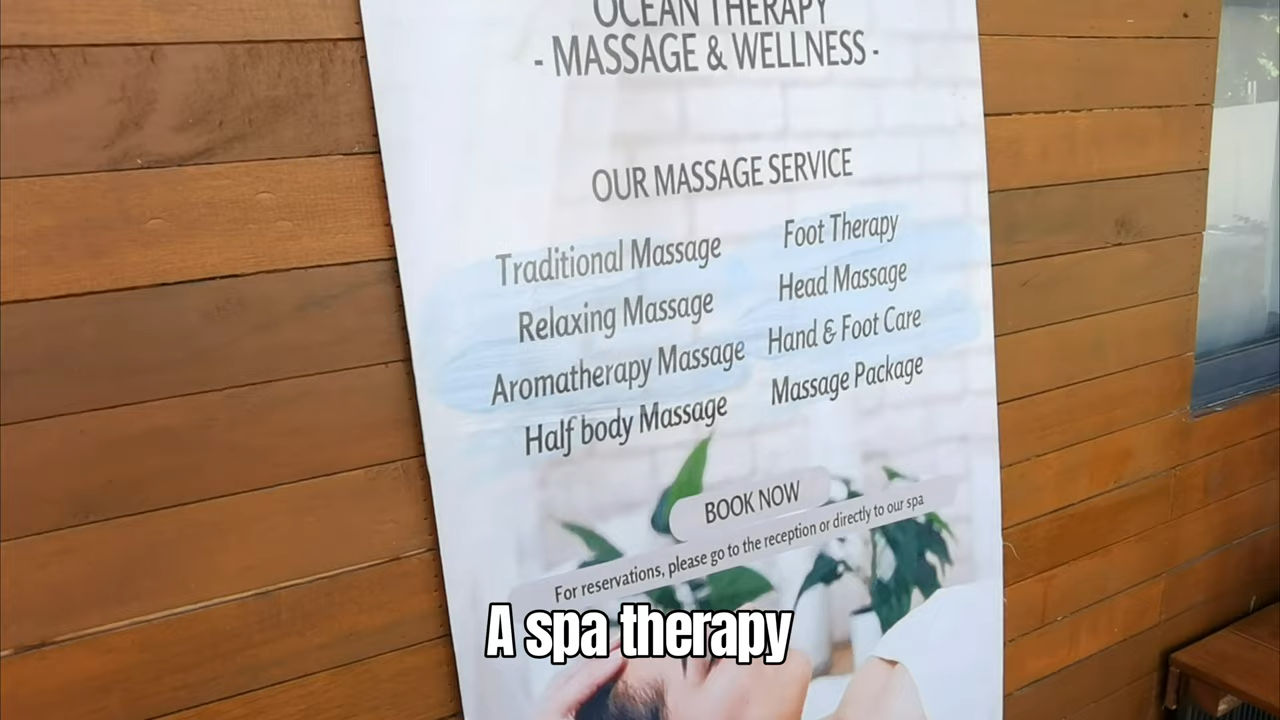 OCEAN THERAPY
- MASSAGE & WELLNESS -
OUR MASSAGE SERVICE
Traditional Massage
Relaxing Massage
Aromatherapy Massage
Half body Massage
Foot Therapy
Head Massage
Hand & Foot Care
Massage Package
BOOK NOW
For reservations, please go to the reception or directly to our spa
A spa therapy